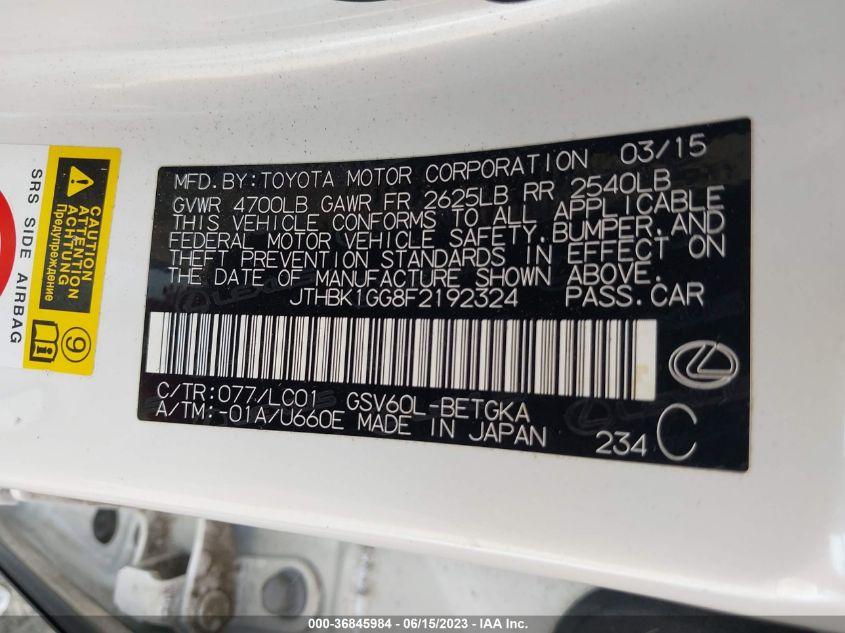 MFD. BY: TOYOTA MOTOR CORPORATION 03/15
GVWR 4700LB GAWR FR 2625LB RR 2540LB
THIS VEHICLE CONFORMS TO ALL APPLICABLE
FEDERAL MOTOR VEHICLE SAFETY, BUMPER, AND
THEFT PREVENTION STANDARDS IN EFFECT ON
THE DATE OF MANUFACTURE SHOWN ABOVE.
JTHBK1GG8F2192324 PASS. CAR
C/TR: 077/LC01 GSV60L-BETGKA
A/TM: -01A/U660E MADE IN JAPAN
234 C
SRS SIDE AIRBAG
CAUTION
ATTENTION
ACHTUNG
Предупреждение
9
000-36845984 - 06/15/2023 - IAA Inc.